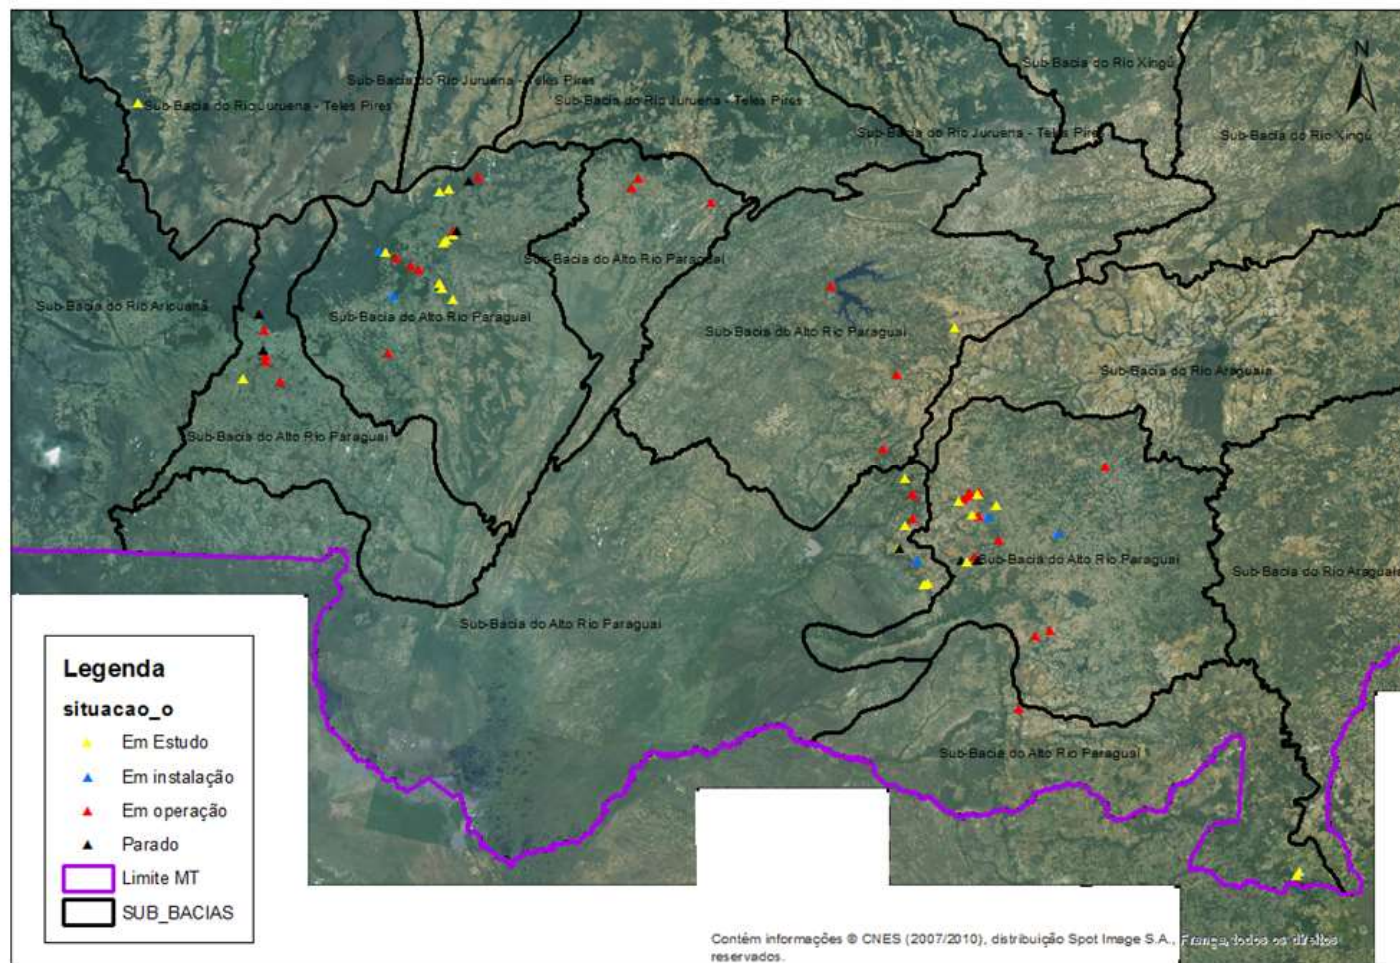 N
Sub-Bacia do Rio Xingú
Sub-Bacia do Rio Juruena - Teles Pires
Sub-Bacia do Rio Juruena - Teles Pires
Sub-Bacia do Rio Juruena - Teles Pires
Sub-Bacia do Rio Juruena - Teles Pires
Sub-Bacia do Rio Xingú
Sub-Bacia do Alto Rio Paraguai
Sub-Bacia do Rio Aripuanã
Sub-Bacia do Alto Rio Paraguai
Sub-Bacia do Alto Rio Paraguai
Sub-Bacia do Rio Araguaia
Sub-Bacia do Alto Rio Paraguai
Sub-Bacia do Alto Rio Paraguai
Sub-Bacia do Rio Araguaia
Sub-Bacia do Alto Rio Paraguai
Sub-Bacia do Alto Rio Paraguai
Legenda
situacao_o
Em Estudo
Em instalação
Em operação
Parado
Limite MT
SUB_BACIAS
Contém informações © CNES (2007/2010), distribuição Spot Image S.A., França, todos os direitos
reservados.